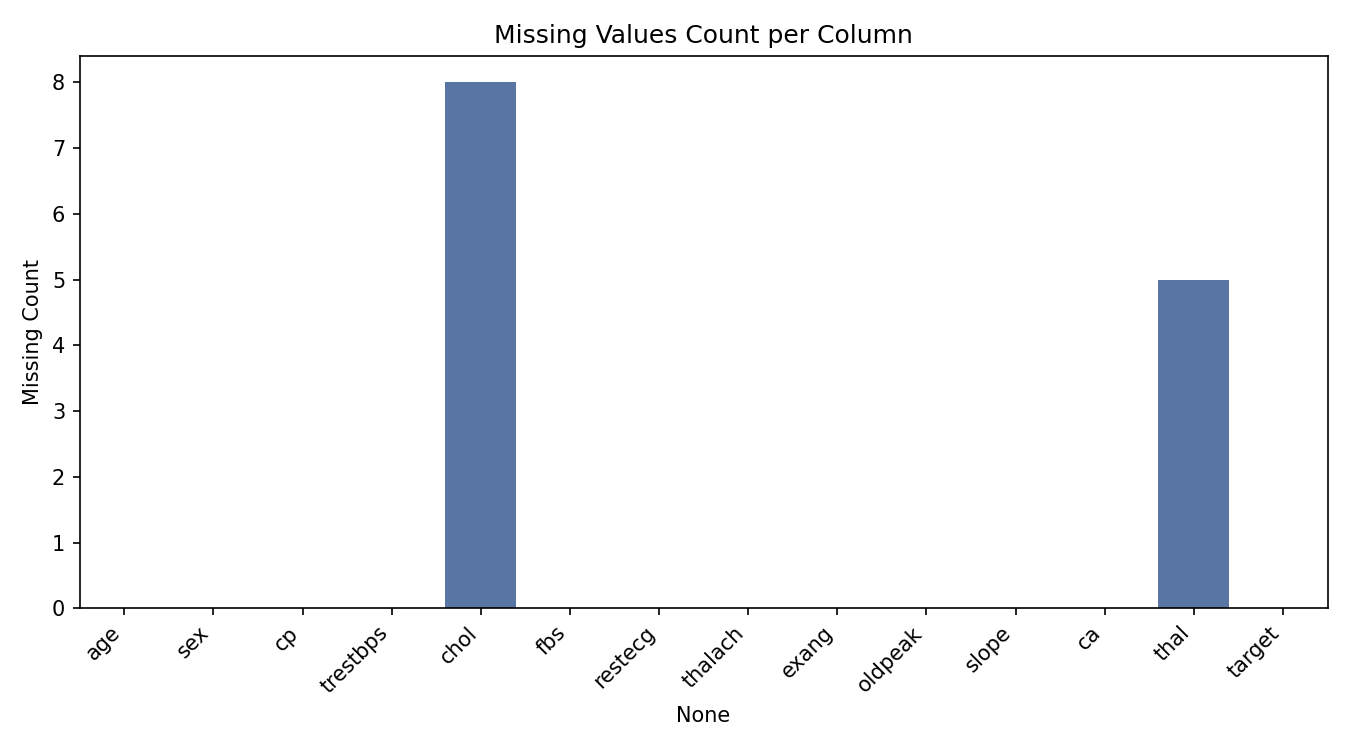 Missing Values Count per Column
Missing Count
8
7
6
5
4
3
2
1
0
age
sex
cp
trestbps
chol
fbs
restecg
thalach
exang
oldpeak
slope
ca
thal
target
None